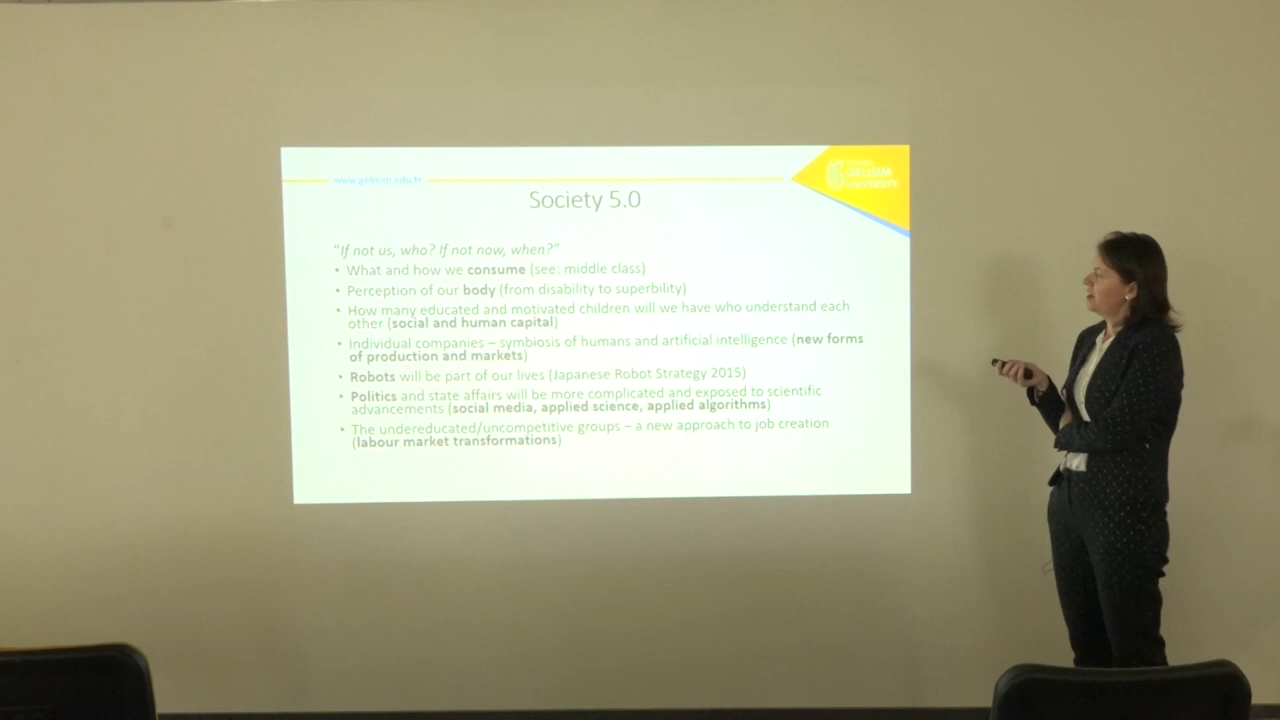 www.gelisim.edu.tr
GELISIM
UNIVERSITY
Society 5.0
"If not us, who? If not now, when?"
• What and how we consume (see: middle class)
• Perception of our body (from disability to superbility)
• How many educated and motivated children will we have who understand each
other (social and human capital)
• Individual companies – symbiosis of humans and artificial intelligence (new forms
of production and markets)
• Robots will be part of our lives (Japanese Robot Strategy 2015)
• Politics and state affairs will be more complicated and exposed to scientific
advancements (social media, applied science, applied algorithms)
• The undereducated/uncompetitive groups – a new approach to job creation
(labour market transformations)